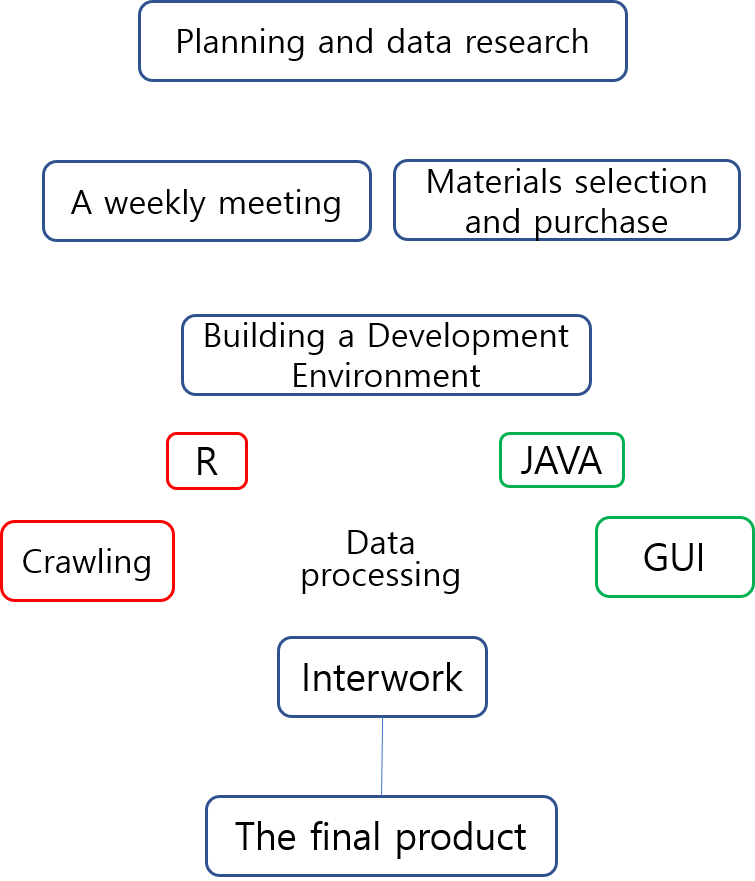 Planning and data research
A weekly meeting
Materials selection
and purchase
Building a Development
Environment
R
JAVA
Crawling
Data
processing
GUI
Interwork
The final product